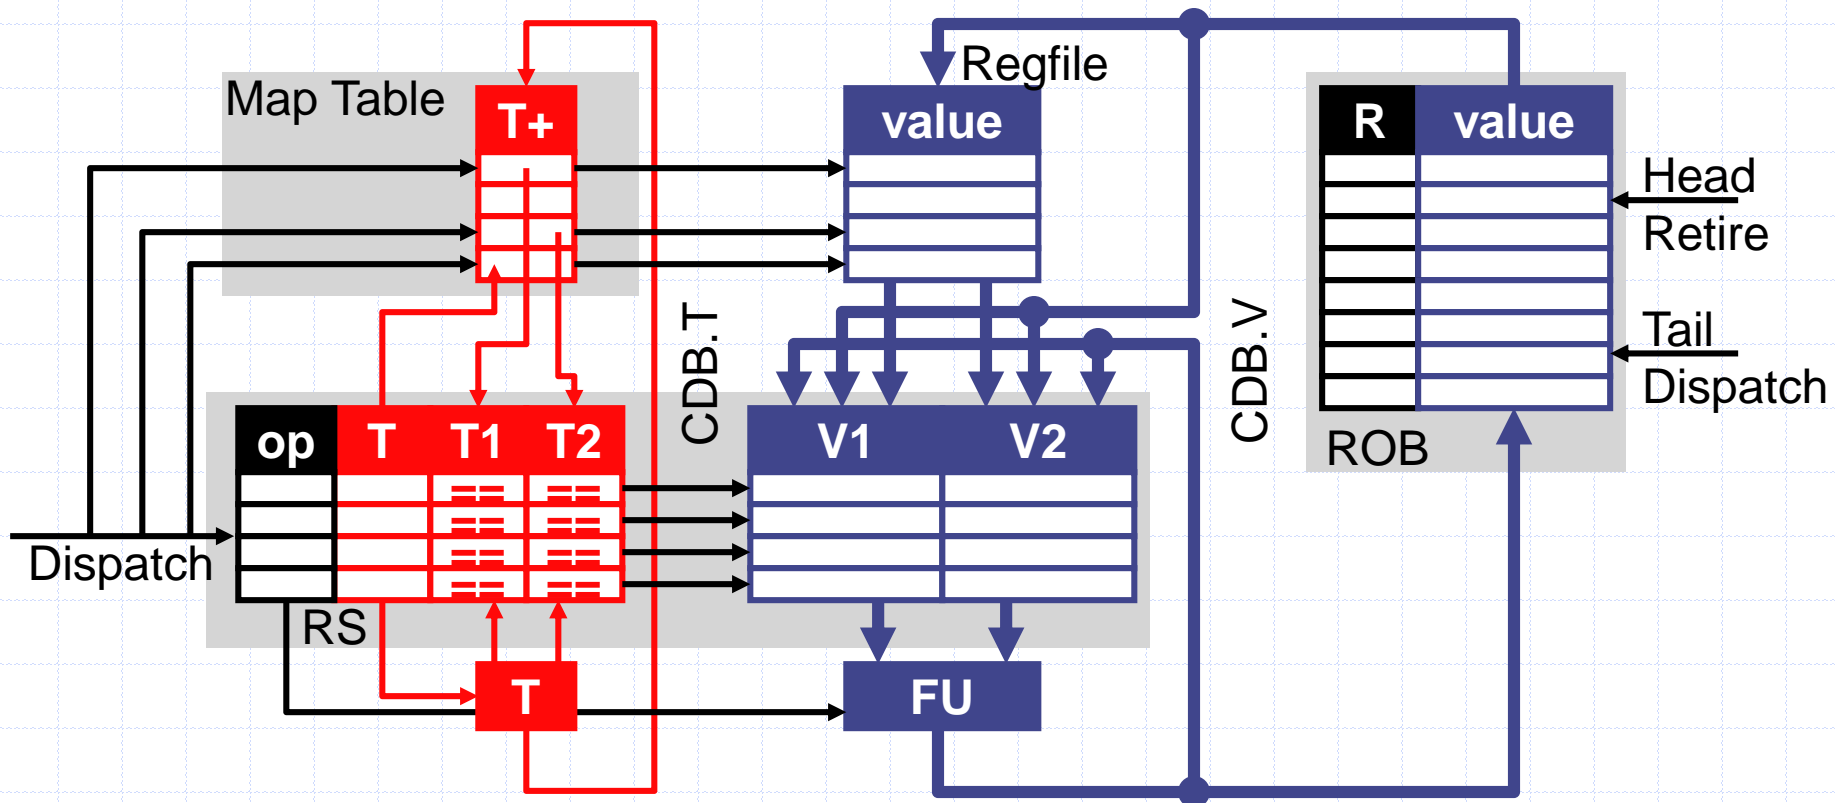 Regfile
Map Table
T+
value
R value
Head
Retire
CDB.T
CDB.V
Tail
Dispatch
op T T1 T2
V1 V2
ROB
== ==
== ==
== ==
== ==
Dispatch
RS
T
FU